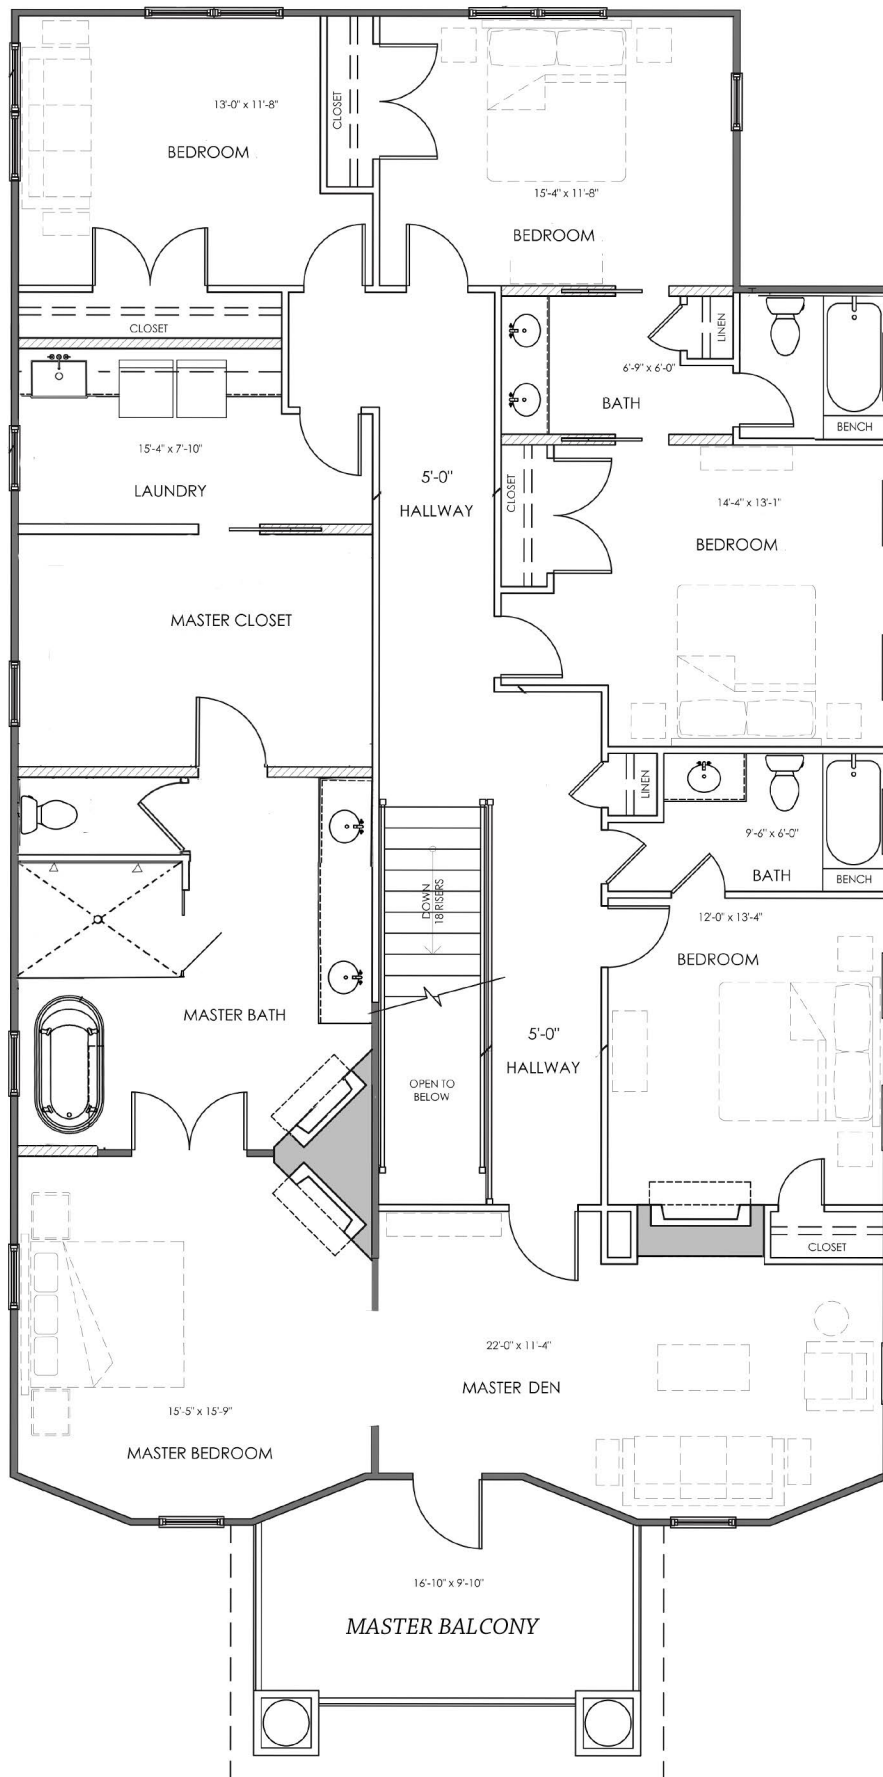 13'-0" x 11'-8"
BEDROOM
CLOSET
15'-4" x 11'-8"
BEDROOM
CLOSET
LINEN
6'-9" x 6'-0"
BATH
BENCH
15'-4" x 7'-10"
LAUNDRY
5'-0"
HALLWAY
CLOSET
14'-4" x 13'-1"
BEDROOM
MASTER CLOSET
LINEN
9'-6" x 6'-0"
BATH
BENCH
DOWN
18 RISERS
12'-0" x 13'-4"
BEDROOM
MASTER BATH
5'-0"
HALLWAY
OPEN TO
BELOW
CLOSET
22'-0" x 11'-4"
MASTER DEN
15'-5" x 15'-9"
MASTER BEDROOM
16'-10" x 9'-10"
MASTER BALCONY